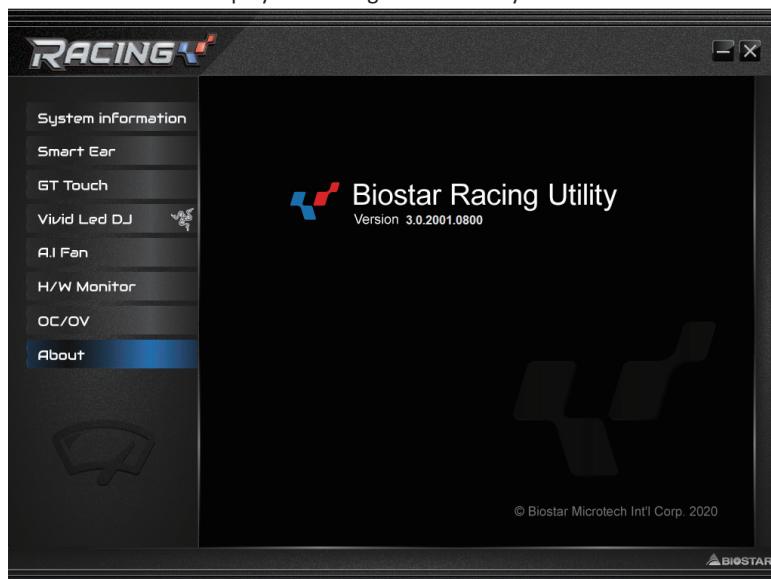 RACING
System information
Smart Ear
GT Touch
Vivid Led DJ
A.I Fan
H/W Monitor
OC/OV
About
Biostar Racing Utility
Version 3.0.2001.0800
© Biostar Microtech Int'l Corp. 2020
BIOSTAR